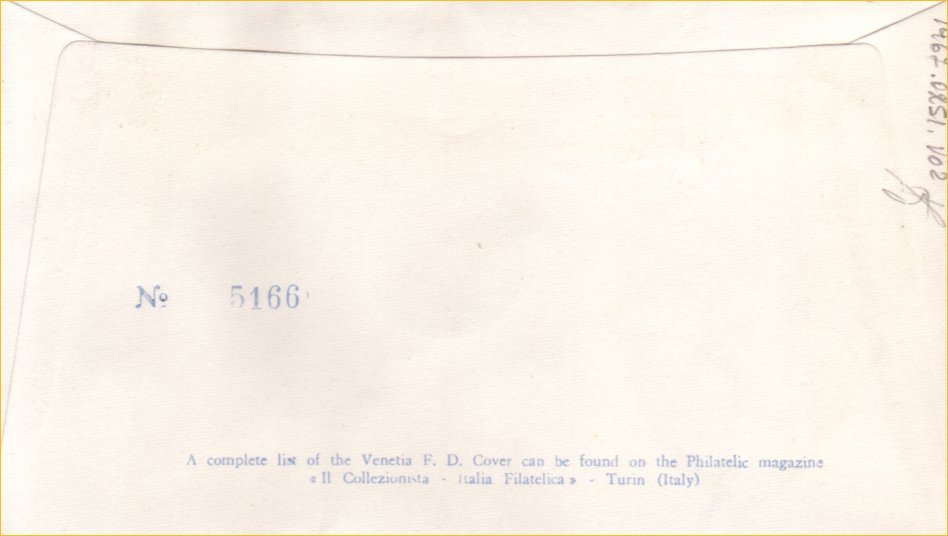 Nº 5166
A complete list of the Venetia F. D. Cover can be found on the Philatelic magazine
« Il Collezionista - Italia Filatelica » - Turin (Italy)